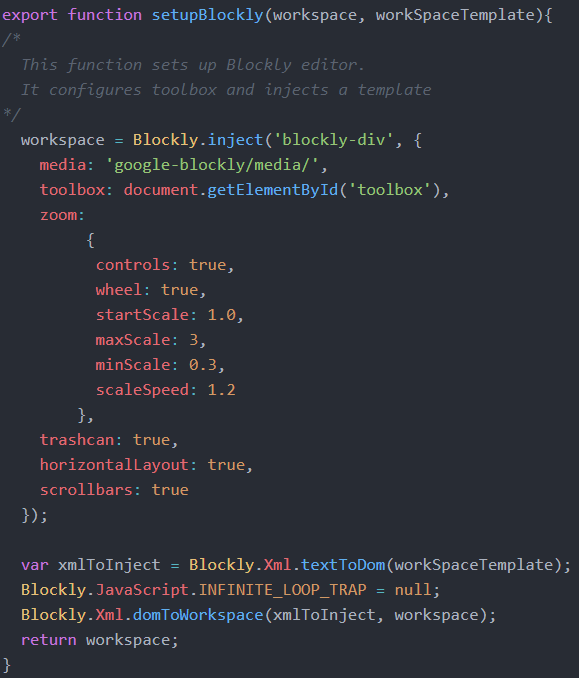 export function setupBlockly(workspace, workSpaceTemplate){
/*
  This function sets up Blockly editor.
  It configures toolbox and injects a template
*/
  workspace = Blockly.inject('blockly-div', {
    media: 'google-blockly/media/',
    toolbox: document.getElementById('toolbox'),
    zoom:
         {
          controls: true,
          wheel: true,
          startScale: 1.0,
          maxScale: 3,
          minScale: 0.3,
          scaleSpeed: 1.2
        },
    trashcan: true,
    horizontalLayout: true,
    scrollbars: true
  });

  var xmlToInject = Blockly.Xml.textToDom(workSpaceTemplate);
  Blockly.JavaScript.INFINITE_LOOP_TRAP = null;
  Blockly.Xml.domToWorkspace(xmlToInject, workspace);
  return workspace;
}